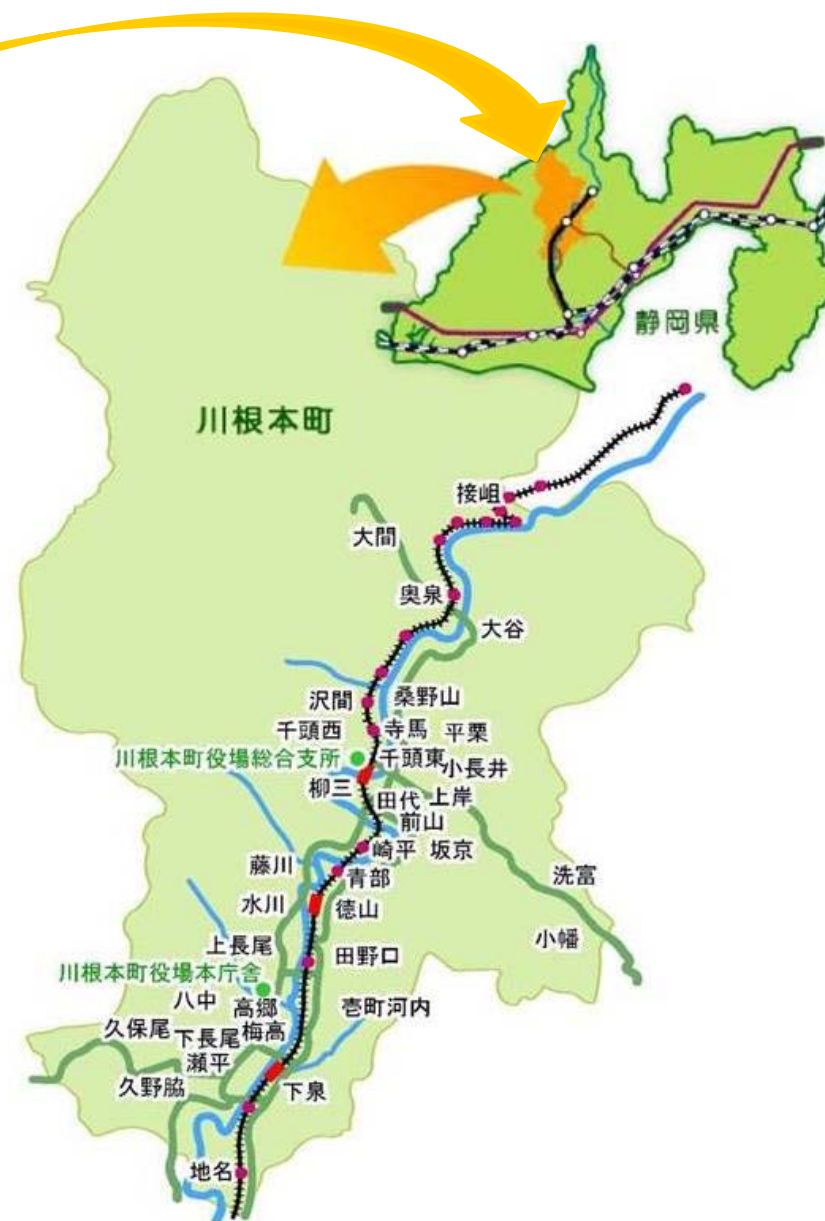 静岡県
川根本町
接岨
大間
奥泉
大谷
沢間
桑野山
千頭西
寺馬
平栗
川根本町役場総合支所
千頭東
小長井
柳三
田代
上岸
前山
崎平
坂京
藤川
青部
洗富
水川
徳山
小幡
上長尾
田野口
川根本町役場本庁舎
八中
高郷
壱町河内
久保尾
下長尾
梅高
瀬平
久野脇
下泉
地名